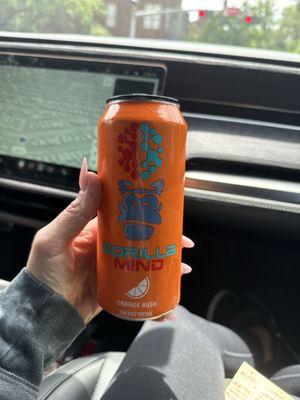 GORILLA
MIND
ORANGE RUSH
ENERGY DRINK